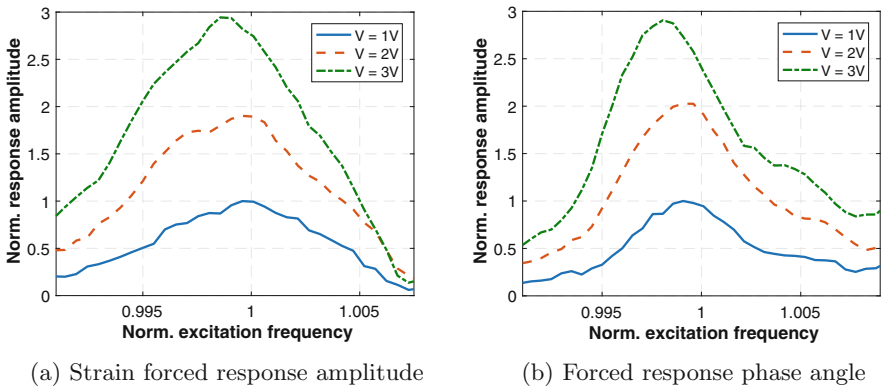 3
2.5
2
1.5
1
0.5
0
Norm. response amplitude
V = 1V
V = 2V
V = 3V
0.995
1
1.005
Norm. excitation frequency
(a) Strain forced response amplitude
3
2.5
2
1.5
1
0.5
0
Norm. response amplitude
V = 1V
V = 2V
V = 3V
0.995
1
1.005
Norm. excitation frequency
(b) Forced response phase angle